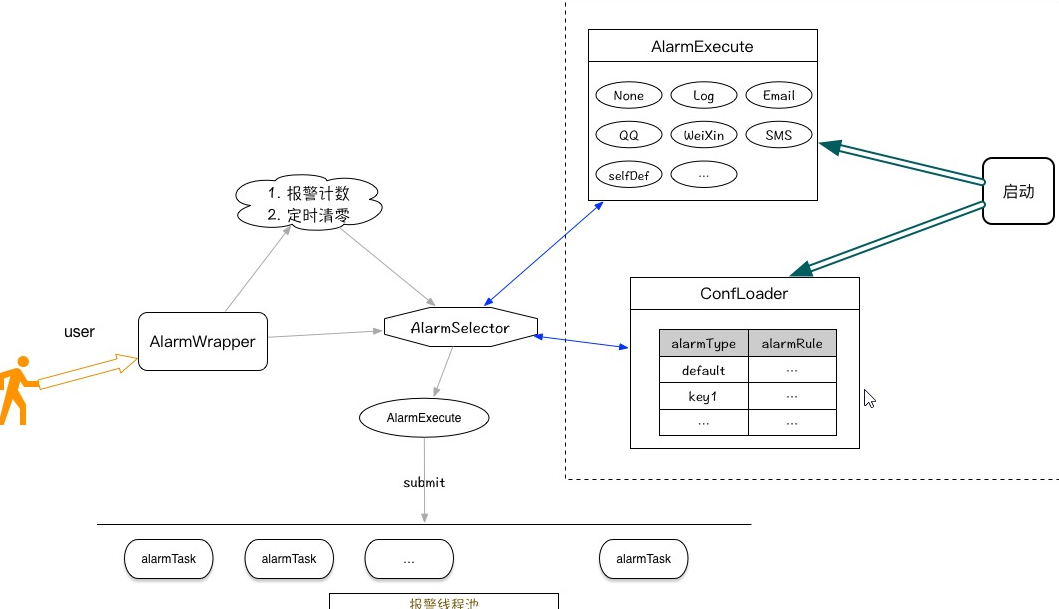 AlarmExecute
None
Log
Email
QQ
WeiXin
SMS
selfDef
...
启动
1. 报警计数
2. 定时清零
user
AlarmWrapper
AlarmSelector
ConfLoader
alarmType
alarmRule
default
...
key1
...
...
...
AlarmExecute
submit
alarmTask
alarmTask
...
alarmTask
报警线程池